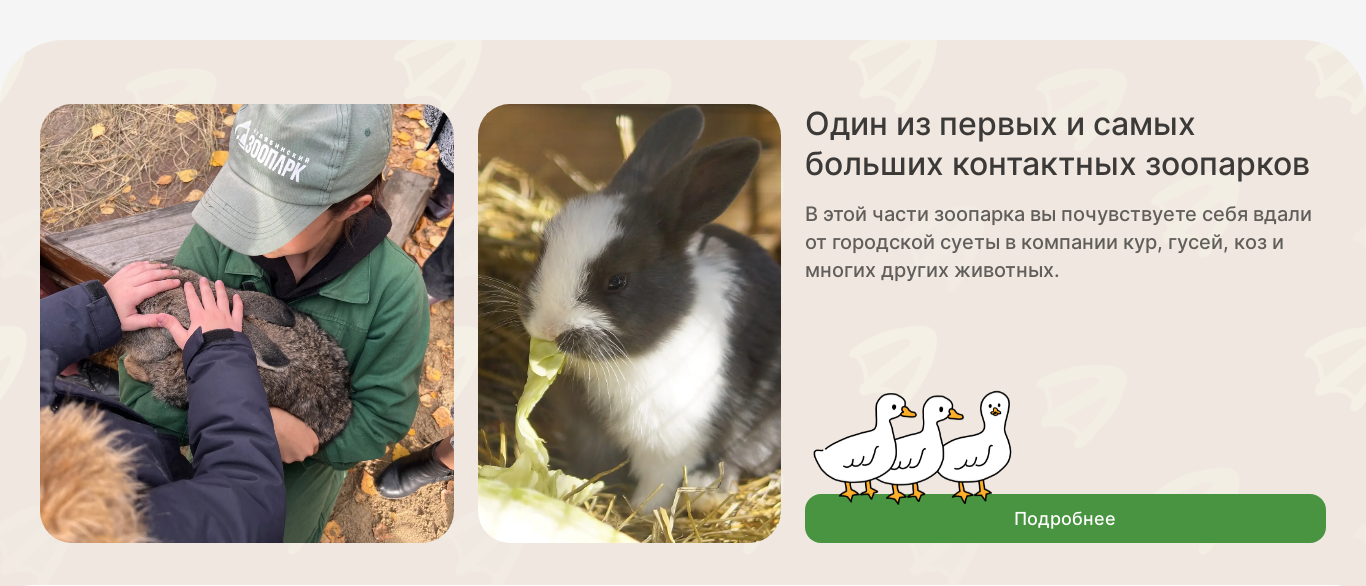 ЗООПАРК
Один из первых и самых
больших контактных зоопарков
В этой части зоопарка вы почувствуете себя вдали
от городской суеты в компании кур, гусей, коз и
многих других животных.
Подробнее